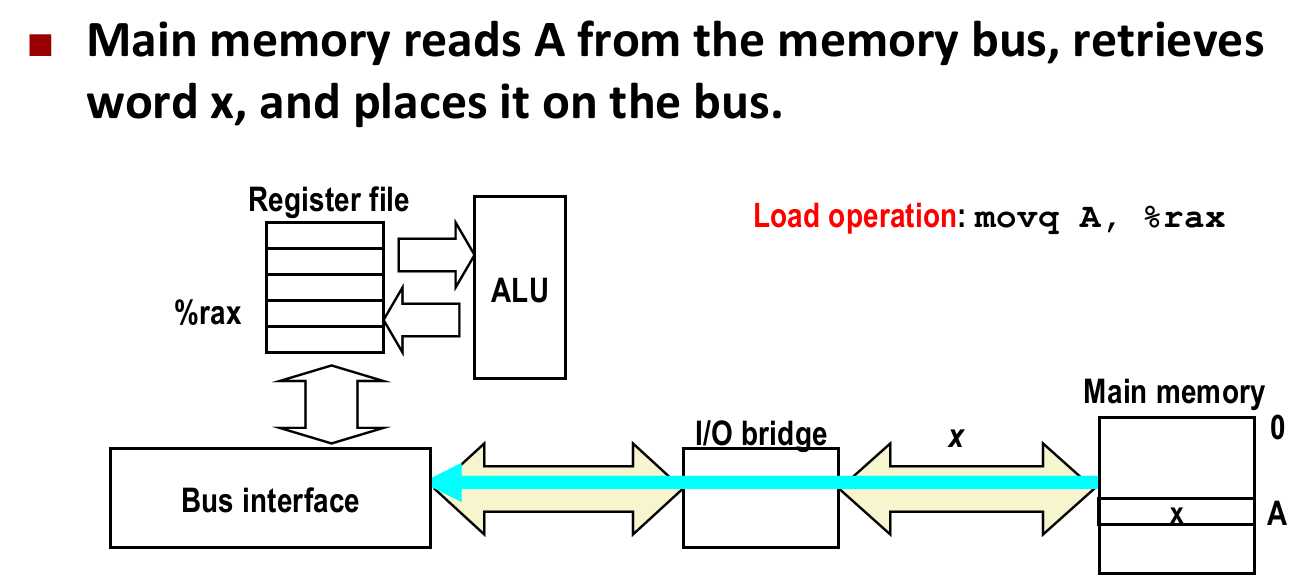 Main memory reads A from the memory bus, retrieves
word x, and places it on the bus.
Register file
Load operation: movq A, %rax
ALU
%rax
Main memory
0
I/O bridge
x
Bus interface
x
A